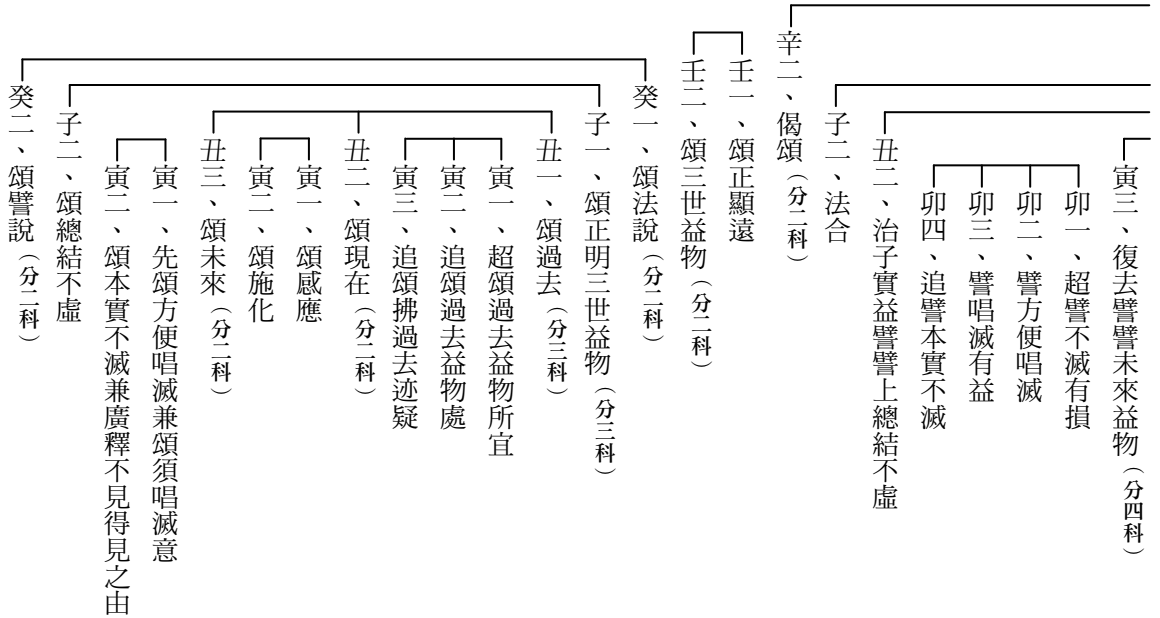 寅三、復去譬譬未來益物（分四科）
卯一、超譬不滅有損
卯二、譬方便唱滅
卯三、譬唱滅有益
卯四、追譬本實不滅
丑二、治子實益譬譬上總結不虛
子二、法合
辛二、偈頌（分二科）
壬一、頌正顯遠
壬二、頌三世益物（分二科）
癸一、頌法說（分二科）
子一、頌正明三世益物（分三科）
丑一、頌過去（分三科）
寅一、超頌過去益物所宜
寅二、追頌過去益物處
寅三、追頌拂過去迹疑
丑二、頌現在（分二科）
寅一、頌感應
寅二、頌施化
丑三、頌未來（分二科）
寅一、先頌方便唱滅兼頌須唱滅意
寅二、頌本實不滅兼廣釋不見得見之由
子二、頌總結不虛
癸二、頌譬說（分二科）